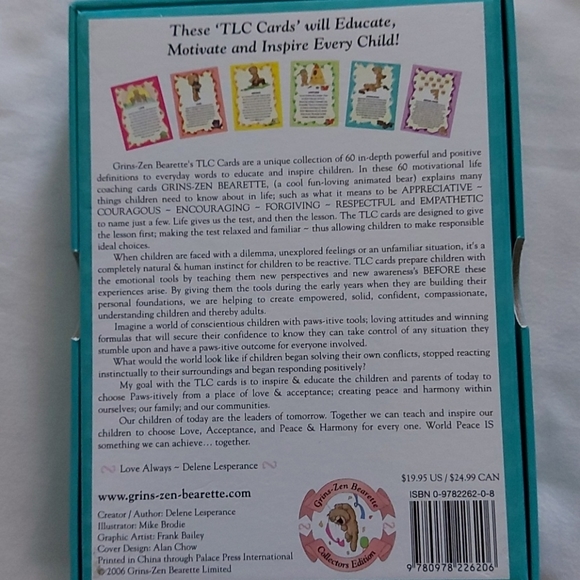 These 'TLC Cards' will Educate,
Motivate and Inspire Every Child!
Grins-Zen Bearette's TLC Cards are a unique collection of 60 in-depth powerful and positive
definitions to everyday words to educate and inspire children. In these 60 motivational life
coaching cards GRINS-ZEN BEARETTE, (a cool fun-loving animated bear) explains many
things children need to know about in life; such as what it means to be APPRECIATIVE ~
COURAGOUS ~ ENCOURAGING ~ FORGIVING ~ RESPECTFUL and EMPATHETIC
to name just a few. Life gives us the test, and then the lesson. The TLC cards are designed to give
the lesson first; making the test relaxed and familiar ~ thus allowing children to make responsible
ideal choices.
When children are faced with a dilemma, unexplored feelings or an unfamiliar situation, it's a
completely natural & human instinct for children to be reactive. TLC cards prepare children with
the emotional tools by teaching them new perspectives and new awareness's BEFORE these
experiences arise. By giving them the tools during the early years when they are building their
personal foundations, we are helping to create empowered, solid, confident, compassionate,
understanding children and thereby adults.
Imagine a world of conscientious children with paws-itive tools; loving attitudes and winning
formulas that will secure their confidence to know they can take control of any situation they
stumble upon and have a paws-itive outcome for everyone involved.
What would the world look like if children began solving their own conflicts, stopped reacting
instinctually to their surroundings and began responding positively?
My goal with the TLC cards is to inspire & educate the children and parents of today to
choose Paws-itively from a place of love & acceptance; creating peace and harmony within
ourselves; our family; and our communities.
Our children of today are the leaders of tomorrow. Together we can teach and inspire our
children to choose Love, Acceptance, and Peace & Harmony for every one. World Peace IS
something we can achieve... together.
Love Always ~ Delene Lesperance
www.grins-zen-bearette.com
Creator / Author: Delene Lesperance
Illustrator: Mike Brodie
Graphic Artist: Frank Bailey
Cover Design: Alan Chow
Printed in China through Palace Press International
©2006 Grins-Zen Bearette Limited
Grins-Zen Bearette
Collectors Edition
$19.95 US / $24.99 CAN
ISBN 0-9782262-0-8
9 780978 226206